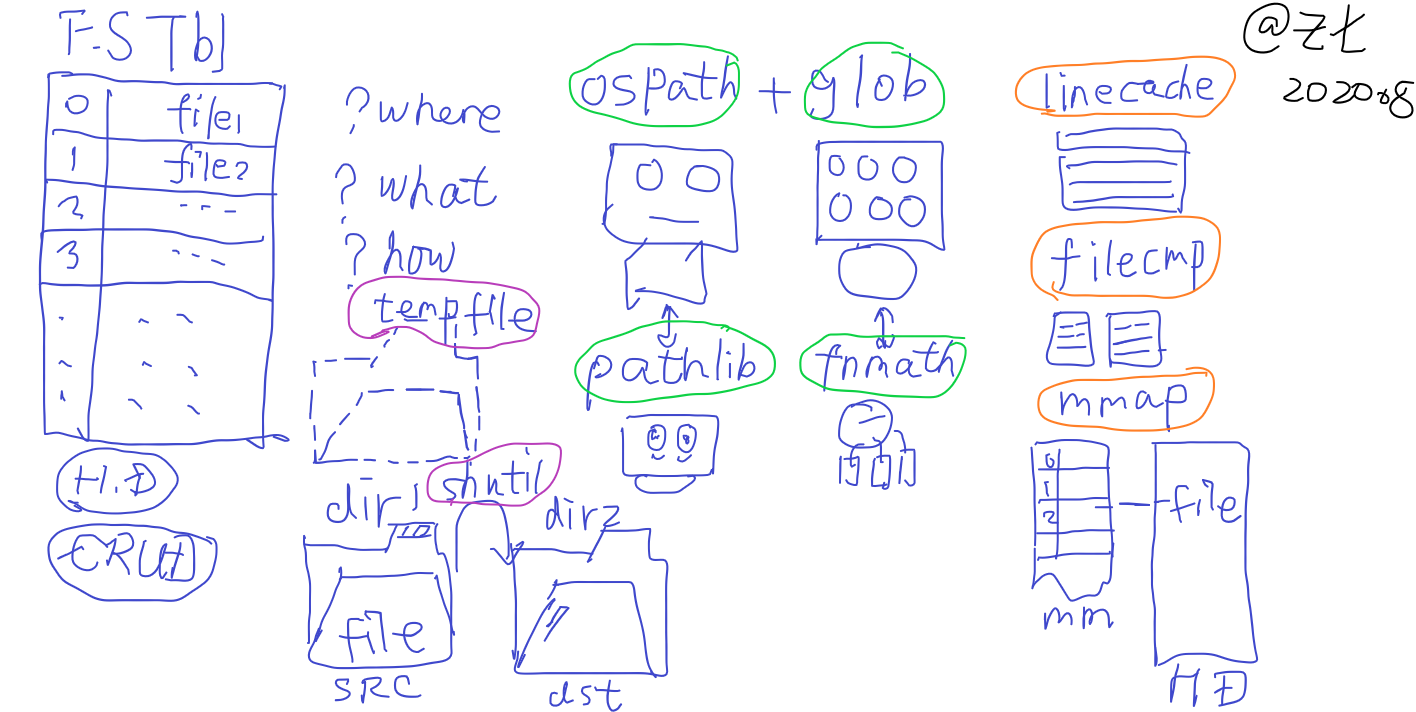 F-S Tbl
0 file1
1 file2
2 ---
3 ---
H.D
CRUD
? where
? what
? how
tempfile
shutil
dir1
file
SRC
dir2
dst
ospath + glob
pathlib
fnmath
linecache
filecmp
mmap
0
1
2
mm
file
HD
2020.8